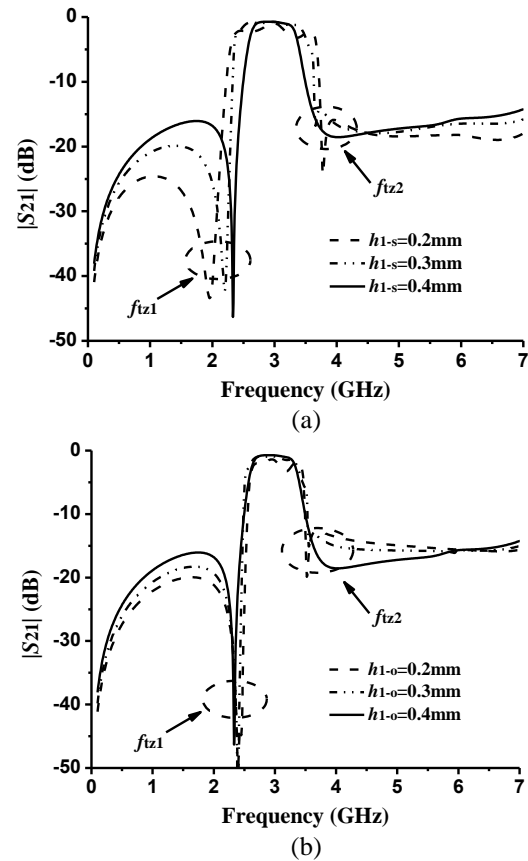 0
-10
-20
-30
-40
-50
|S21| (dB)
ftz2
ftz1
h1-s=0.2mm
h1-s=0.3mm
h1-s=0.4mm
0 1 2 3 4 5 6 7
Frequency (GHz)
(a)
0
-10
-20
-30
-40
-50
|S21| (dB)
ftz2
ftz1
h1-o=0.2mm
h1-o=0.3mm
h1-o=0.4mm
0 1 2 3 4 5 6 7
Frequency (GHz)
(b)